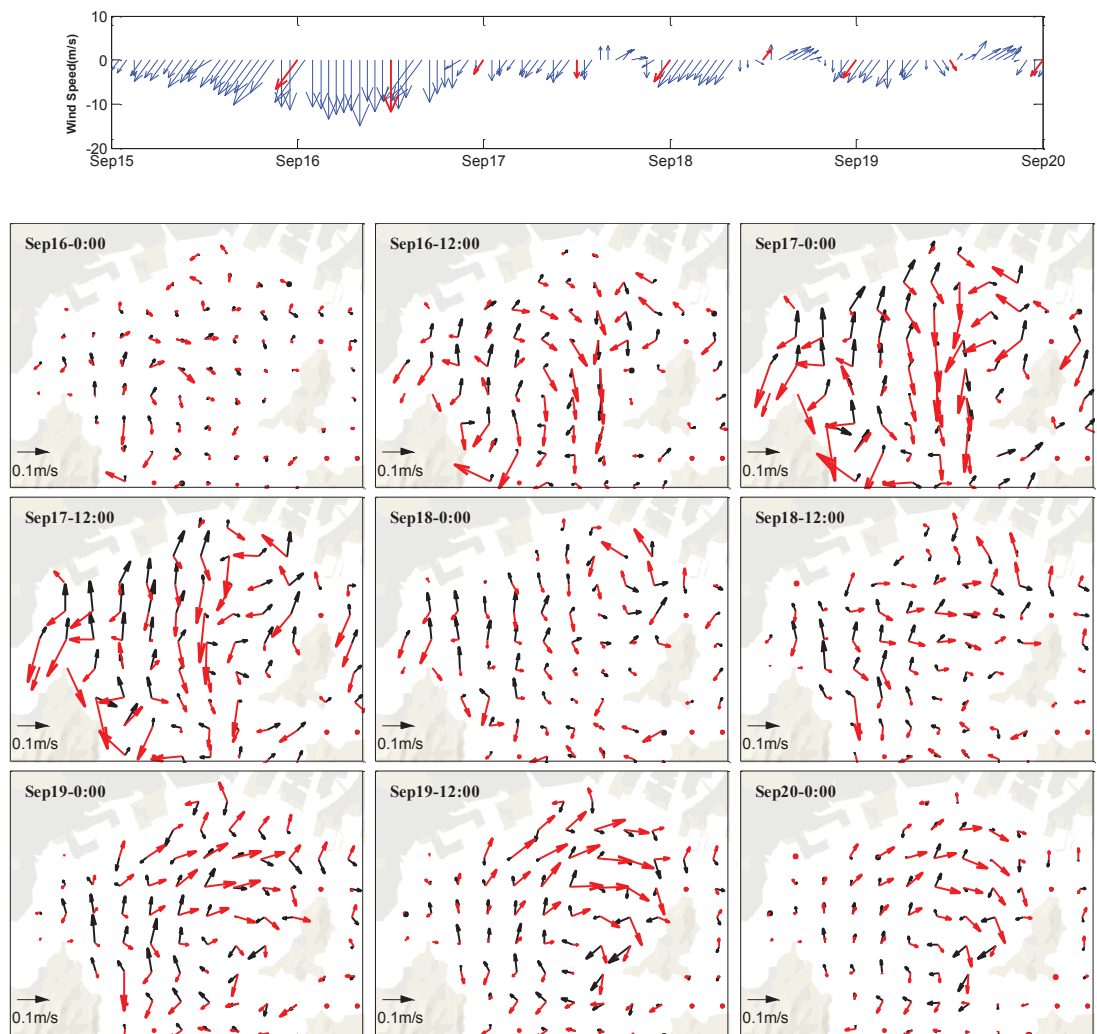 10
0
-10
-20
Wind Speed(m/s)
Sep15 Sep16 Sep17 Sep18 Sep19 Sep20
Sep16-0:00 Sep16-12:00 Sep17-0:00
0.1m/s 0.1m/s 0.1m/s
Sep17-12:00 Sep18-0:00 Sep18-12:00
0.1m/s 0.1m/s 0.1m/s
Sep19-0:00 Sep19-12:00 Sep20-0:00
0.1m/s 0.1m/s 0.1m/s